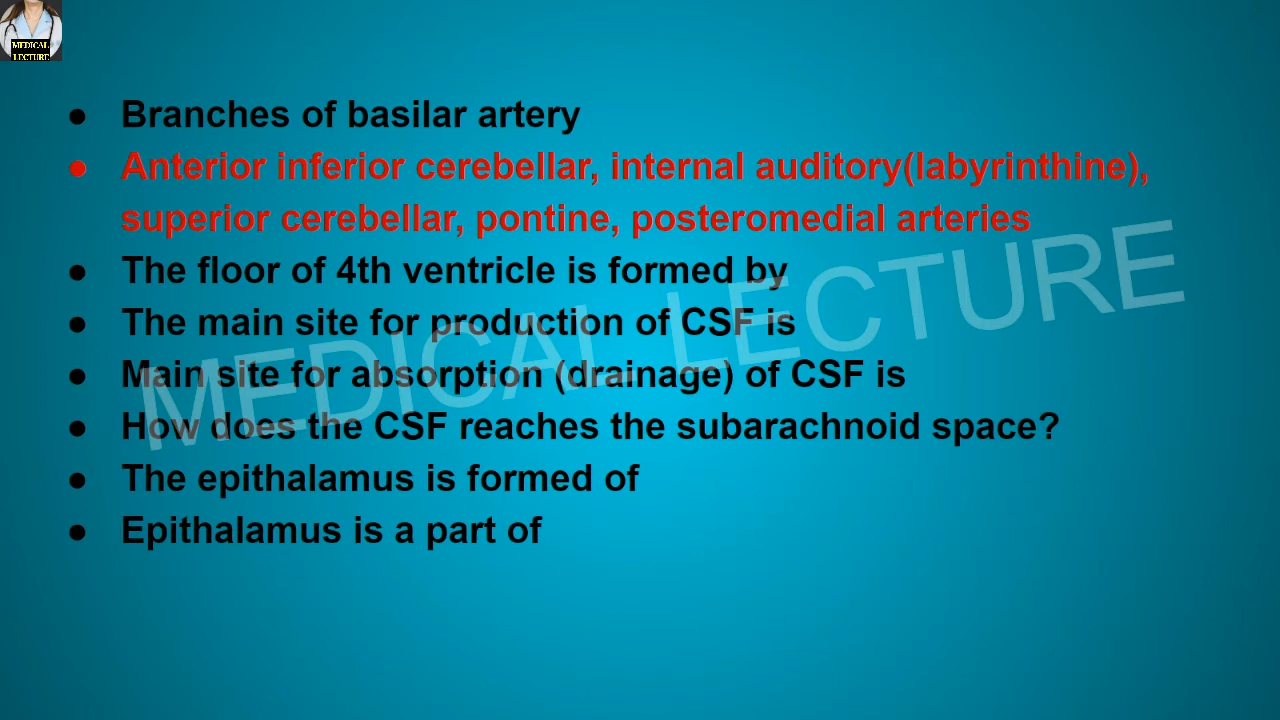 MEDICAL
LECTURE
● Branches of basilar artery
● Anterior inferior cerebellar, internal auditory(labyrinthine),
superior cerebellar, pontine, posteromedial arteries
● The floor of 4th ventricle is formed by
● The main site for production of CSF is
● Main site for absorption (drainage) of CSF is
● How does the CSF reaches the subarachnoid space?
● The epithalamus is formed of
● Epithalamus is a part of
MEDICAL LECTURE